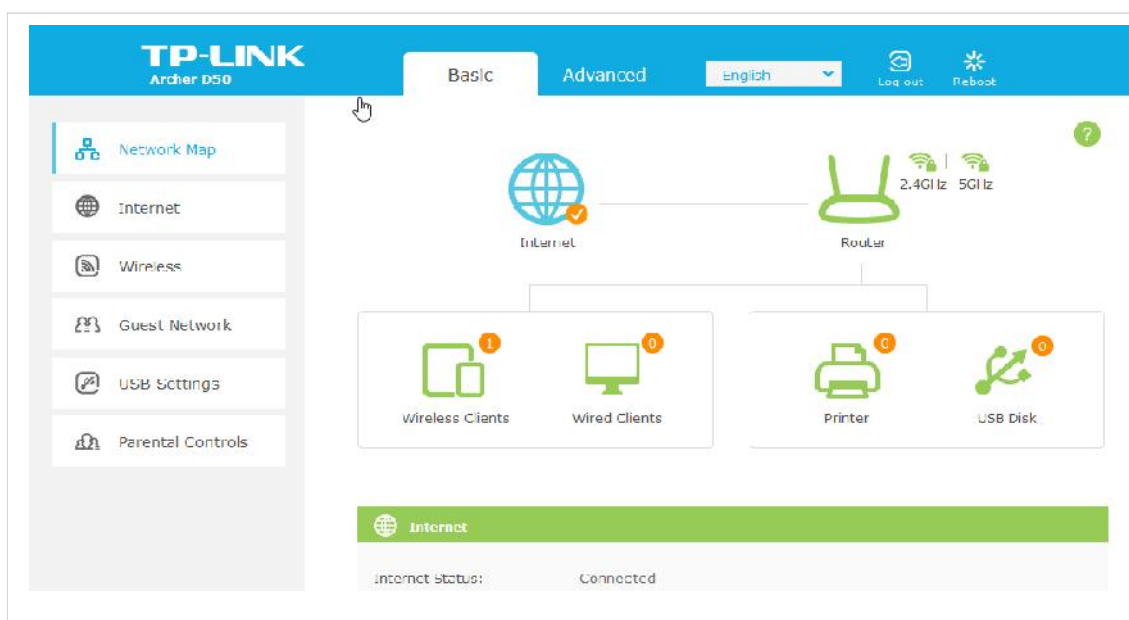 TP-LINK
Archer D50
Basic
Advanced
English
Log out
Reboot
Network Map
Internet
Wireless
Guest Network
USB Settings
Parental Controls
?
2.4GHz
5GHz
Internet
Router
1
0
0
0
Wireless Clients
Wired Clients
Printer
USB Disk
Internet
Internet Status: Connected